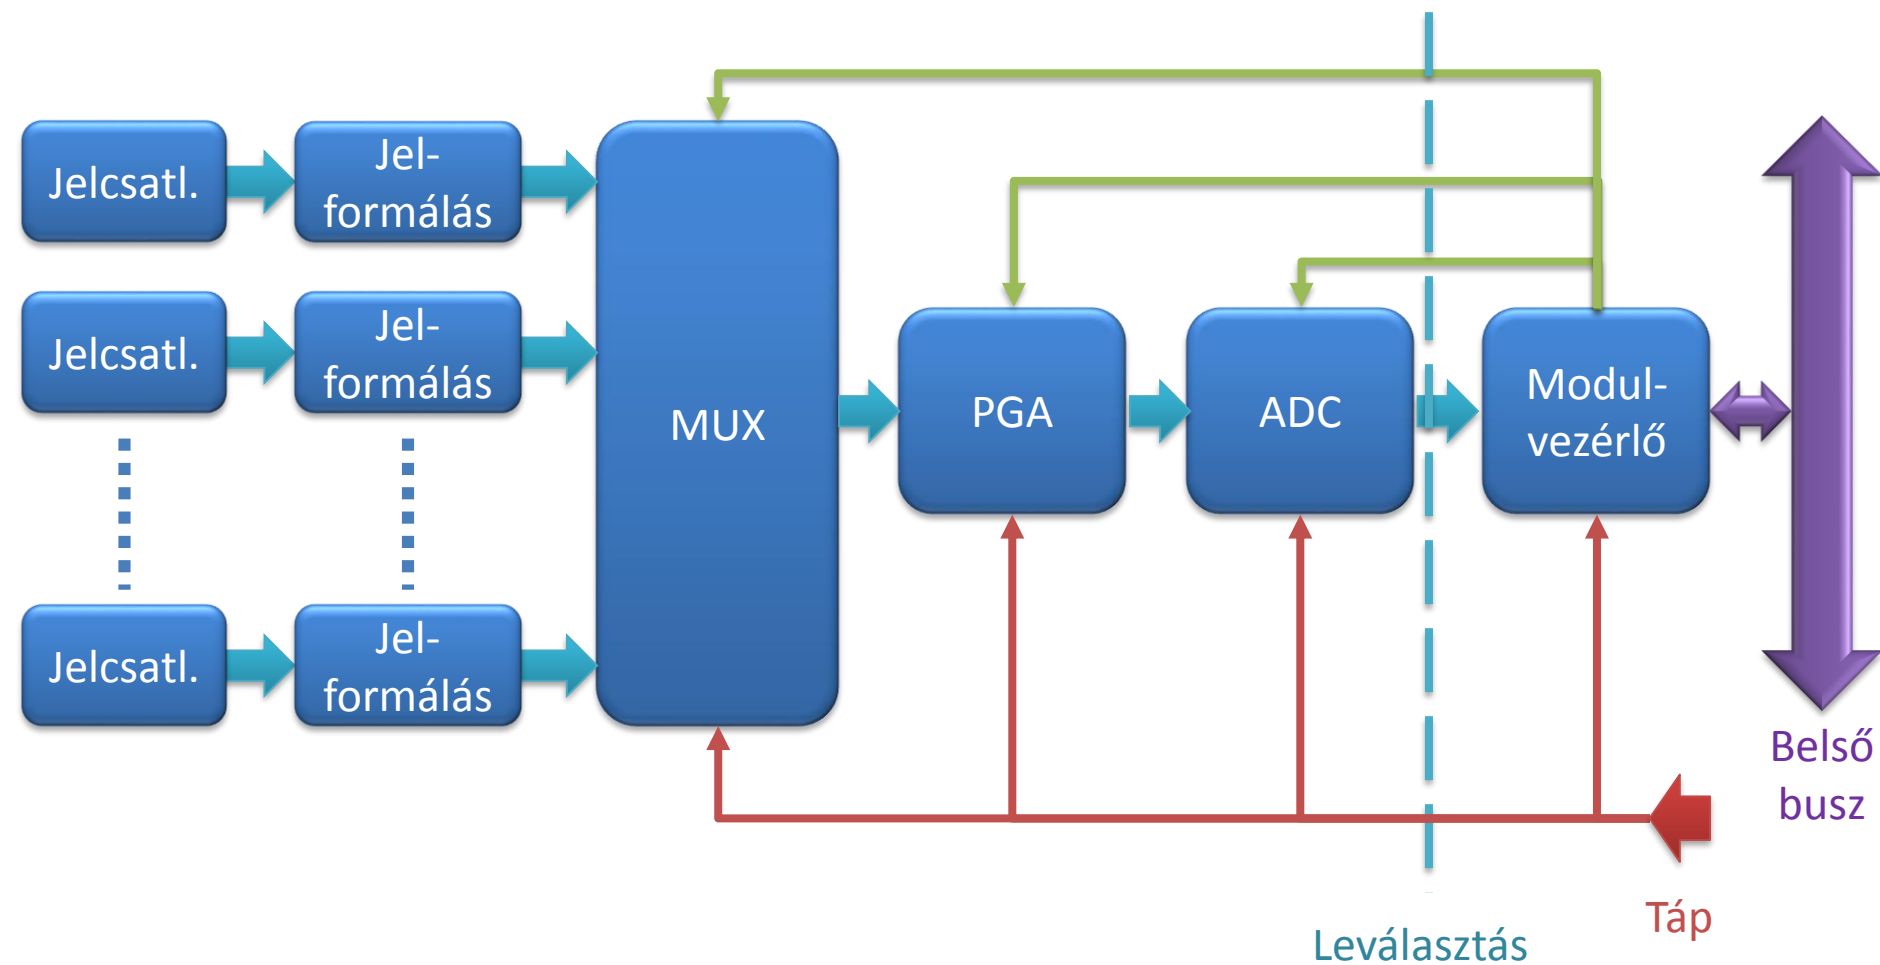 Jelcsatl.
Jel-
formálás
Jelcsatl.
Jel-
formálás
Jelcsatl.
Jel-
formálás
MUX
PGA
ADC
Modul-
vezérlő
Belső
busz
Táp
Leválasztás